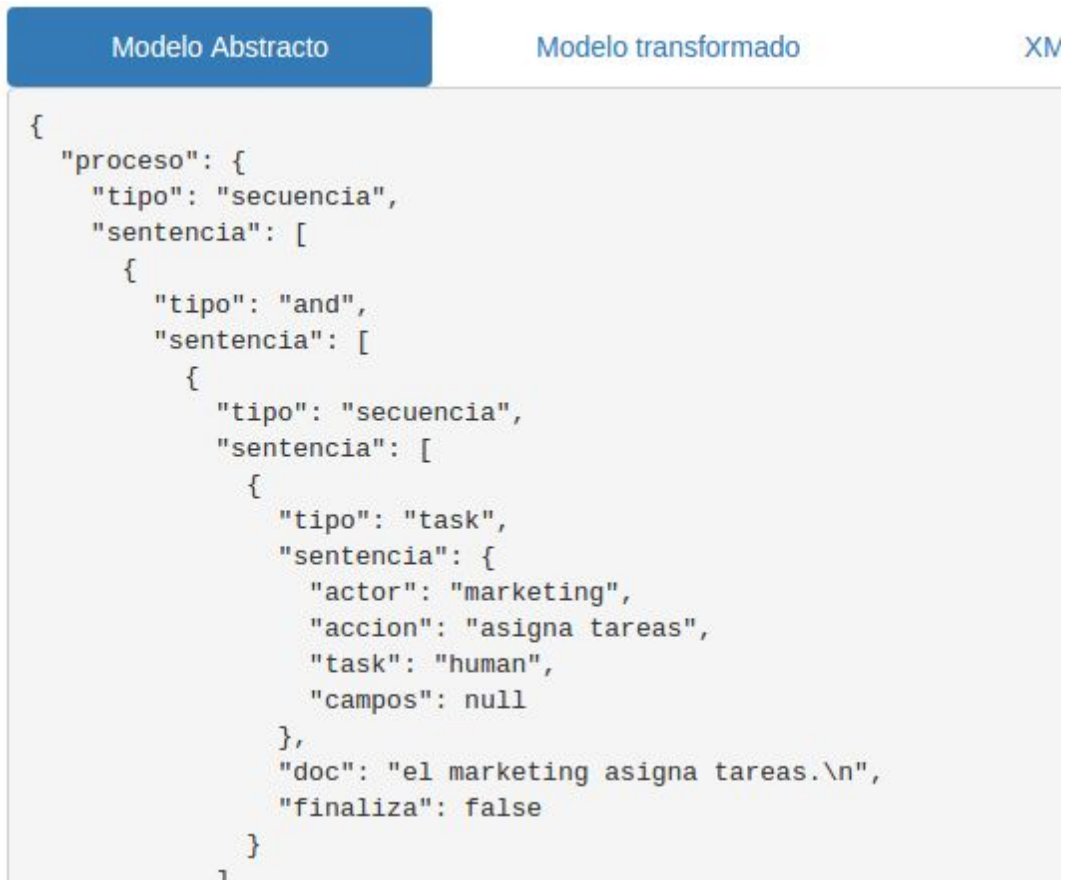 Modelo Abstracto Modelo transformado XM
{
"proceso": {
"tipo": "secuencia",
"sentencia": [
{
"tipo": "and",
"sentencia": [
{
"tipo": "secuencia",
"sentencia": [
{
"tipo": "task",
"sentencia": {
"actor": "marketing",
"accion": "asigna tareas",
"task": "human",
"campos": null
},
"doc": "el marketing asigna tareas.\n",
"finaliza": false
}
]